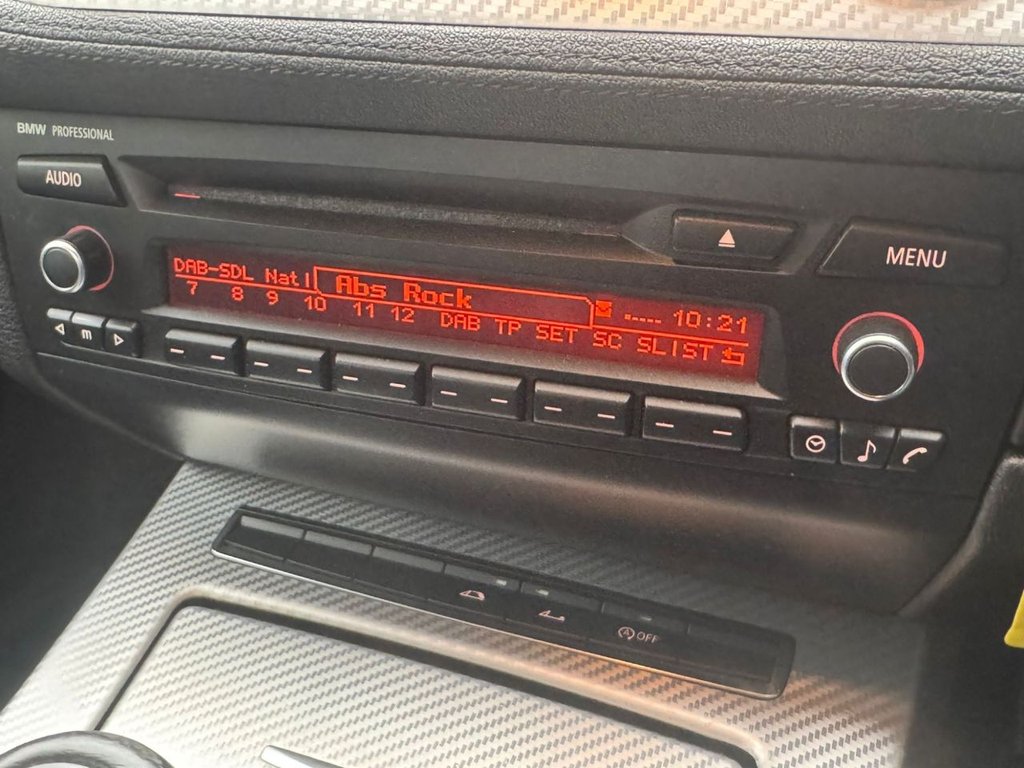 BMW PROFESSIONAL
AUDIO
MENU
DAB-SDL Natl Abs Rock 10:21
7 8 9 10 11 12 DAB TP SET SC SLIST
m
A OFF